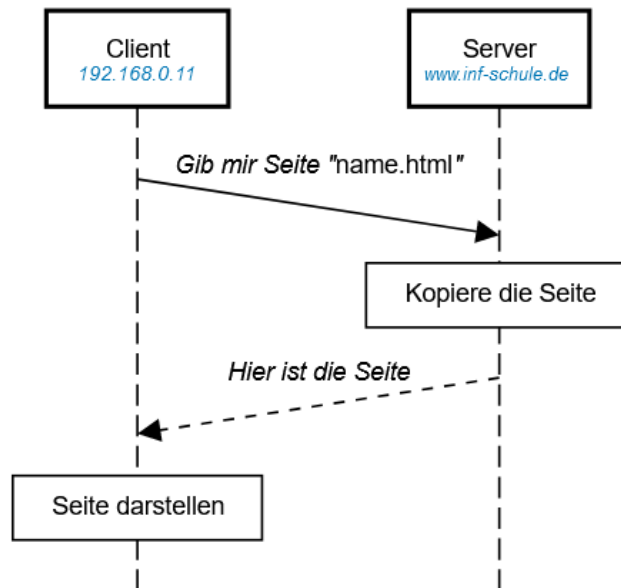 Client
192.168.0.11
Server
www.inf-schule.de
Gib mir Seite "name.html"
Kopiere die Seite
Hier ist die Seite
Seite darstellen